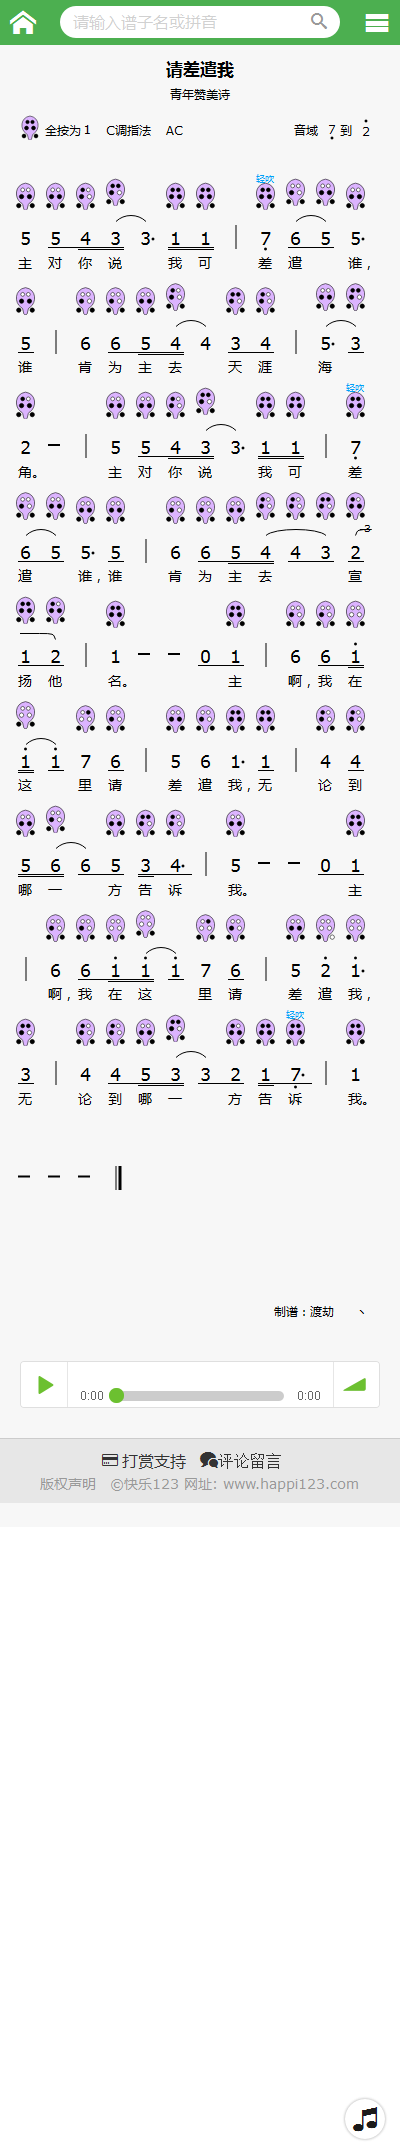 请输入谱子名或拼音
请差遣我
青年赞美诗
全按为1 C调指法 AC 音域 7 到 2
轻吹
5 5 4 3 3· 1 1 | 7 6 5 5·
主 对 你 说 我 可 差 遣 谁，
5 | 6 6 5 4 4 3 4 | 5· 3
谁 肯 为 主 去 天 涯 海
轻吹
2 – | 5 5 4 3 3· 1 1 | 7
角。 主 对 你 说 我 可 差
6 5 5· 5 | 6 6 5 4 4 3 2
3
遣 谁，谁 肯 为 主 去 宣
1 2 | 1 – – 0 1 | 6 6 1
扬 他 名。 主 啊，我 在
1 1 7 6 | 5 6 1· 1 | 4 4
这 里 请 差 遣 我，无 论 到
5 6 6 5 3 4· | 5 – – 0 1
哪 一 方 告 诉 我。 主
| 6 6 1 1 1 7 6 | 5 2 1·
啊，我 在 这 里 请 差 遣 我，
轻吹
3 | 4 4 5 3 3 2 1 7· | 1
无 论 到 哪 一 方 告 诉 我。
– – – ‖
制谱：渡劫 丶
0:00 0:00
打赏支持 评论留言
版权声明 ©快乐123 网址: www.happi123.com